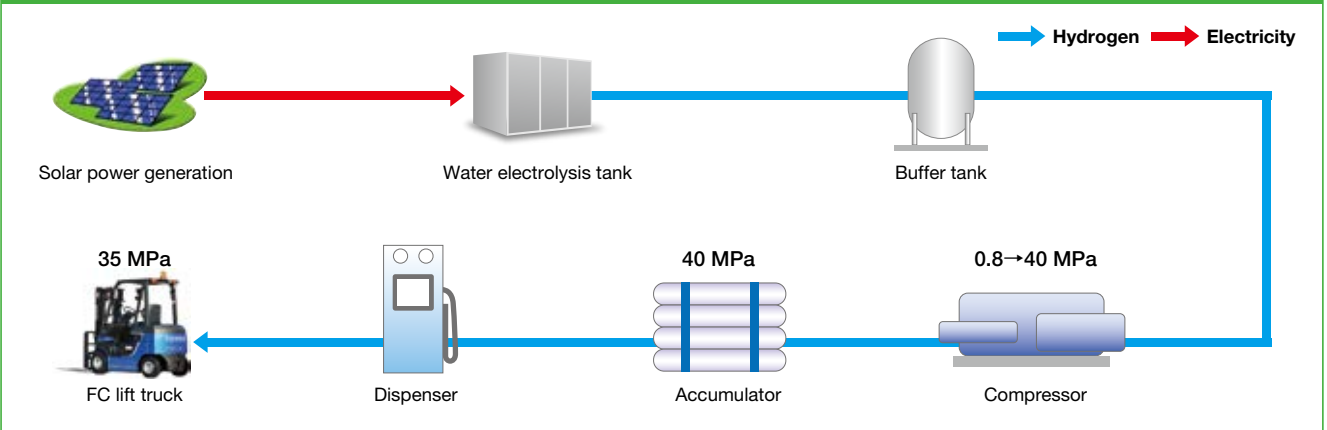 Hydrogen
Electricity
Solar power generation
Water electrolysis tank
Buffer tank
35 MPa
40 MPa
0.8→40 MPa
FC lift truck
Dispenser
Accumulator
Compressor